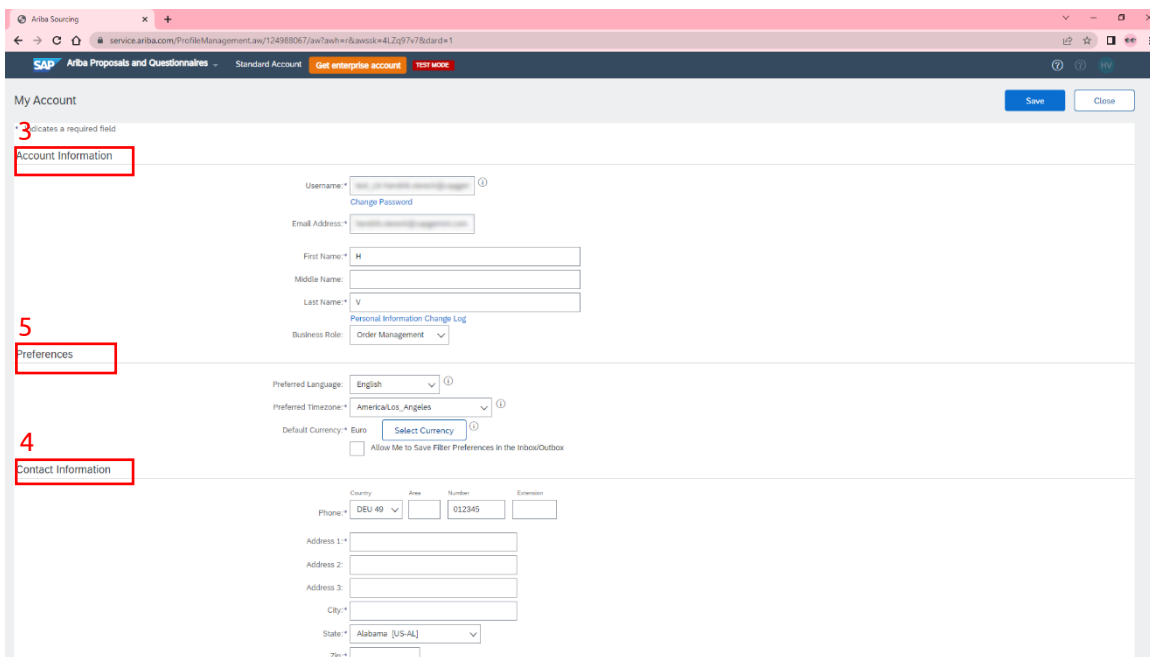 Ariba Sourcing
service.ariba.com/ProfileManagement.aw/124988067/aw?awh=r&awssk=4LZq97v7&dard=1
SAP Ariba Proposals and Questionnaires Standard Account Get enterprise account TEST MODE HV
My Account Save Close
* Indicates a required field
3
Account Information
Username:*
Change Password
Email Address:*
First Name:* H
Middle Name:
Last Name:* V
Personal Information Change Log
Business Role: Order Management
5
Preferences
Preferred Language: English
Preferred Timezone:* America/Los_Angeles
Default Currency:* Euro Select Currency
Allow Me to Save Filter Preferences in the Inbox/Outbox
4
Contact Information
Country Area Number Extension
Phone:* DEU 49 012345
Address 1:*
Address 2:
Address 3:
City:*
State:* Alabama [US-AL]
Zip:*